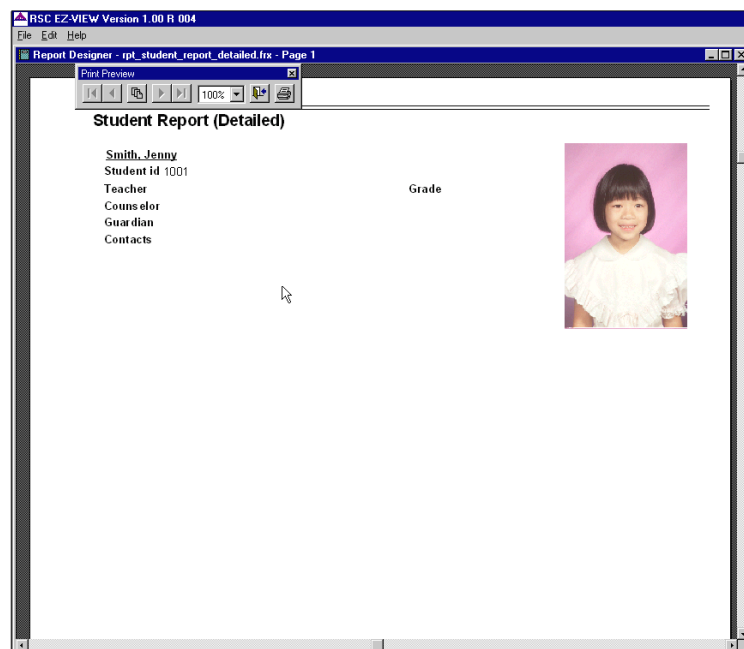 RSC EZ-VIEW Version 1.00 R 004
File Edit Help
Report Designer - rpt_student_report_detailed.frx - Page 1
Print Preview
100%
Student Report (Detailed)
Smith, Jenny
Student id 1001
Teacher Grade
Counselor
Guardian
Contacts